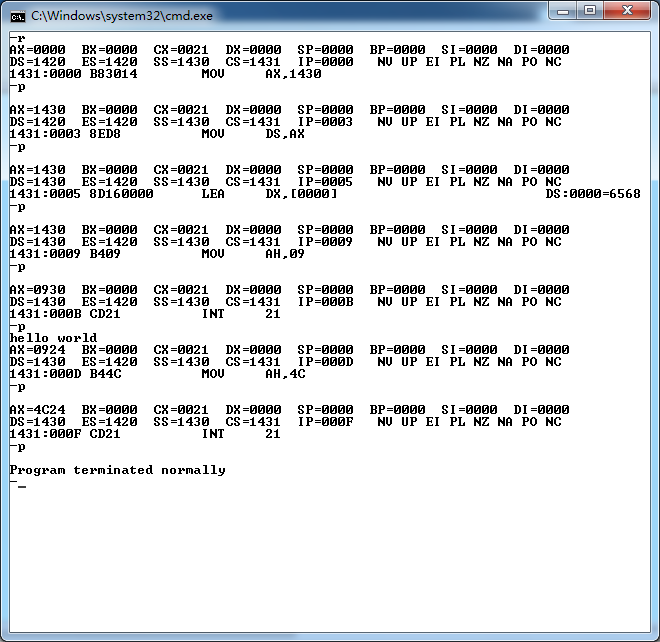 C:\Windows\system32\cmd.exe
-r
AX=0000  BX=0000  CX=0021  DX=0000  SP=0000  BP=0000  SI=0000  DI=0000
DS=1420  ES=1420  SS=1430  CS=1431  IP=0000   NV UP EI PL NZ NA PO NC
1431:0000 B83014        MOV     AX,1430
-p
AX=1430  BX=0000  CX=0021  DX=0000  SP=0000  BP=0000  SI=0000  DI=0000
DS=1420  ES=1420  SS=1430  CS=1431  IP=0003   NV UP EI PL NZ NA PO NC
1431:0003 8ED8          MOV     DS,AX
-p
AX=1430  BX=0000  CX=0021  DX=0000  SP=0000  BP=0000  SI=0000  DI=0000
DS=1430  ES=1420  SS=1430  CS=1431  IP=0005   NV UP EI PL NZ NA PO NC
1431:0005 8D160000      LEA     DX,[0000]                          DS:0000=6568
-p
AX=1430  BX=0000  CX=0021  DX=0000  SP=0000  BP=0000  SI=0000  DI=0000
DS=1430  ES=1420  SS=1430  CS=1431  IP=0009   NV UP EI PL NZ NA PO NC
1431:0009 B409          MOV     AH,09
-p
AX=0930  BX=0000  CX=0021  DX=0000  SP=0000  BP=0000  SI=0000  DI=0000
DS=1430  ES=1420  SS=1430  CS=1431  IP=000B   NV UP EI PL NZ NA PO NC
1431:000B CD21          INT     21
-p
hello world
AX=0924  BX=0000  CX=0021  DX=0000  SP=0000  BP=0000  SI=0000  DI=0000
DS=1430  ES=1420  SS=1430  CS=1431  IP=000D   NV UP EI PL NZ NA PO NC
1431:000D B44C          MOV     AH,4C
-p
AX=4C24  BX=0000  CX=0021  DX=0000  SP=0000  BP=0000  SI=0000  DI=0000
DS=1430  ES=1420  SS=1430  CS=1431  IP=000F   NV UP EI PL NZ NA PO NC
1431:000F CD21          INT     21
-p
Program terminated normally
-_